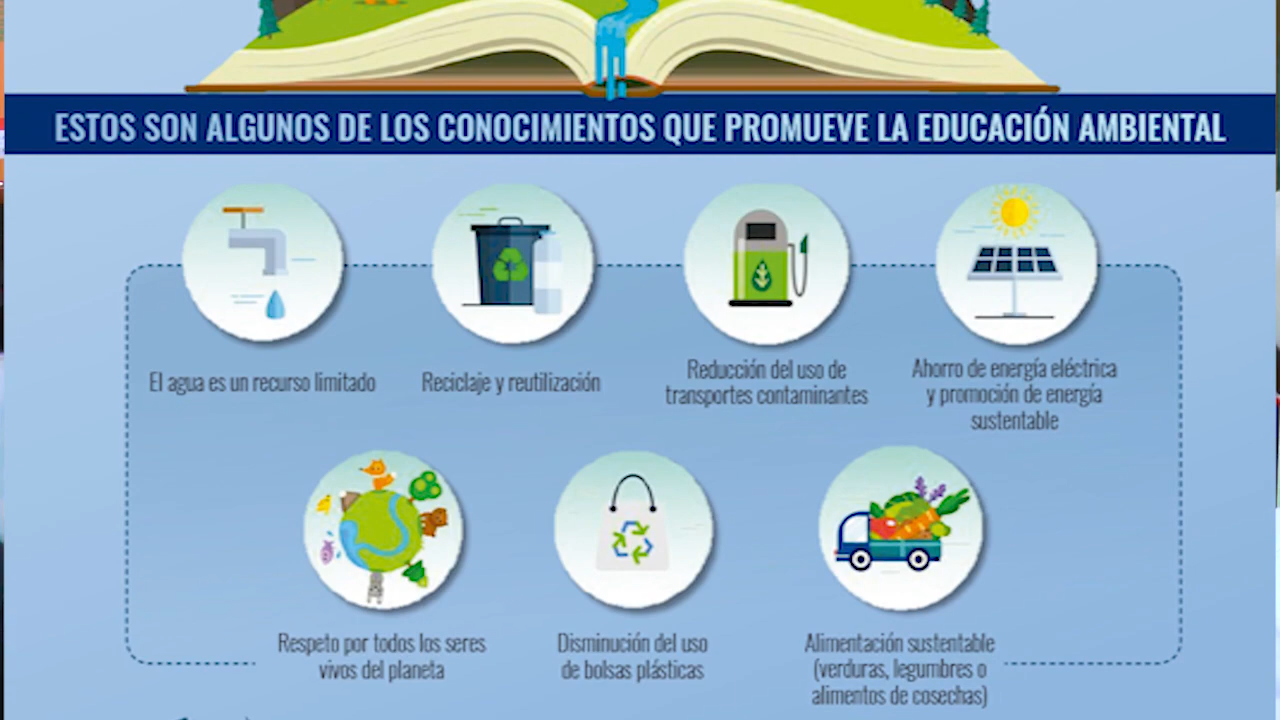 ESTOS SON ALGUNOS DE LOS CONOCIMIENTOS QUE PROMUEVE LA EDUCACIÓN AMBIENTAL
El agua es un recurso limitado
Reciclaje y reutilización
Reducción del uso de
transportes contaminantes
Ahorro de energía eléctrica
y promoción de energía
sustentable
Respeto por todos los seres
vivos del planeta
Disminución del uso
de bolsas plásticas
Alimentación sustentable
(verduras, legumbres o
alimentos de cosechas)